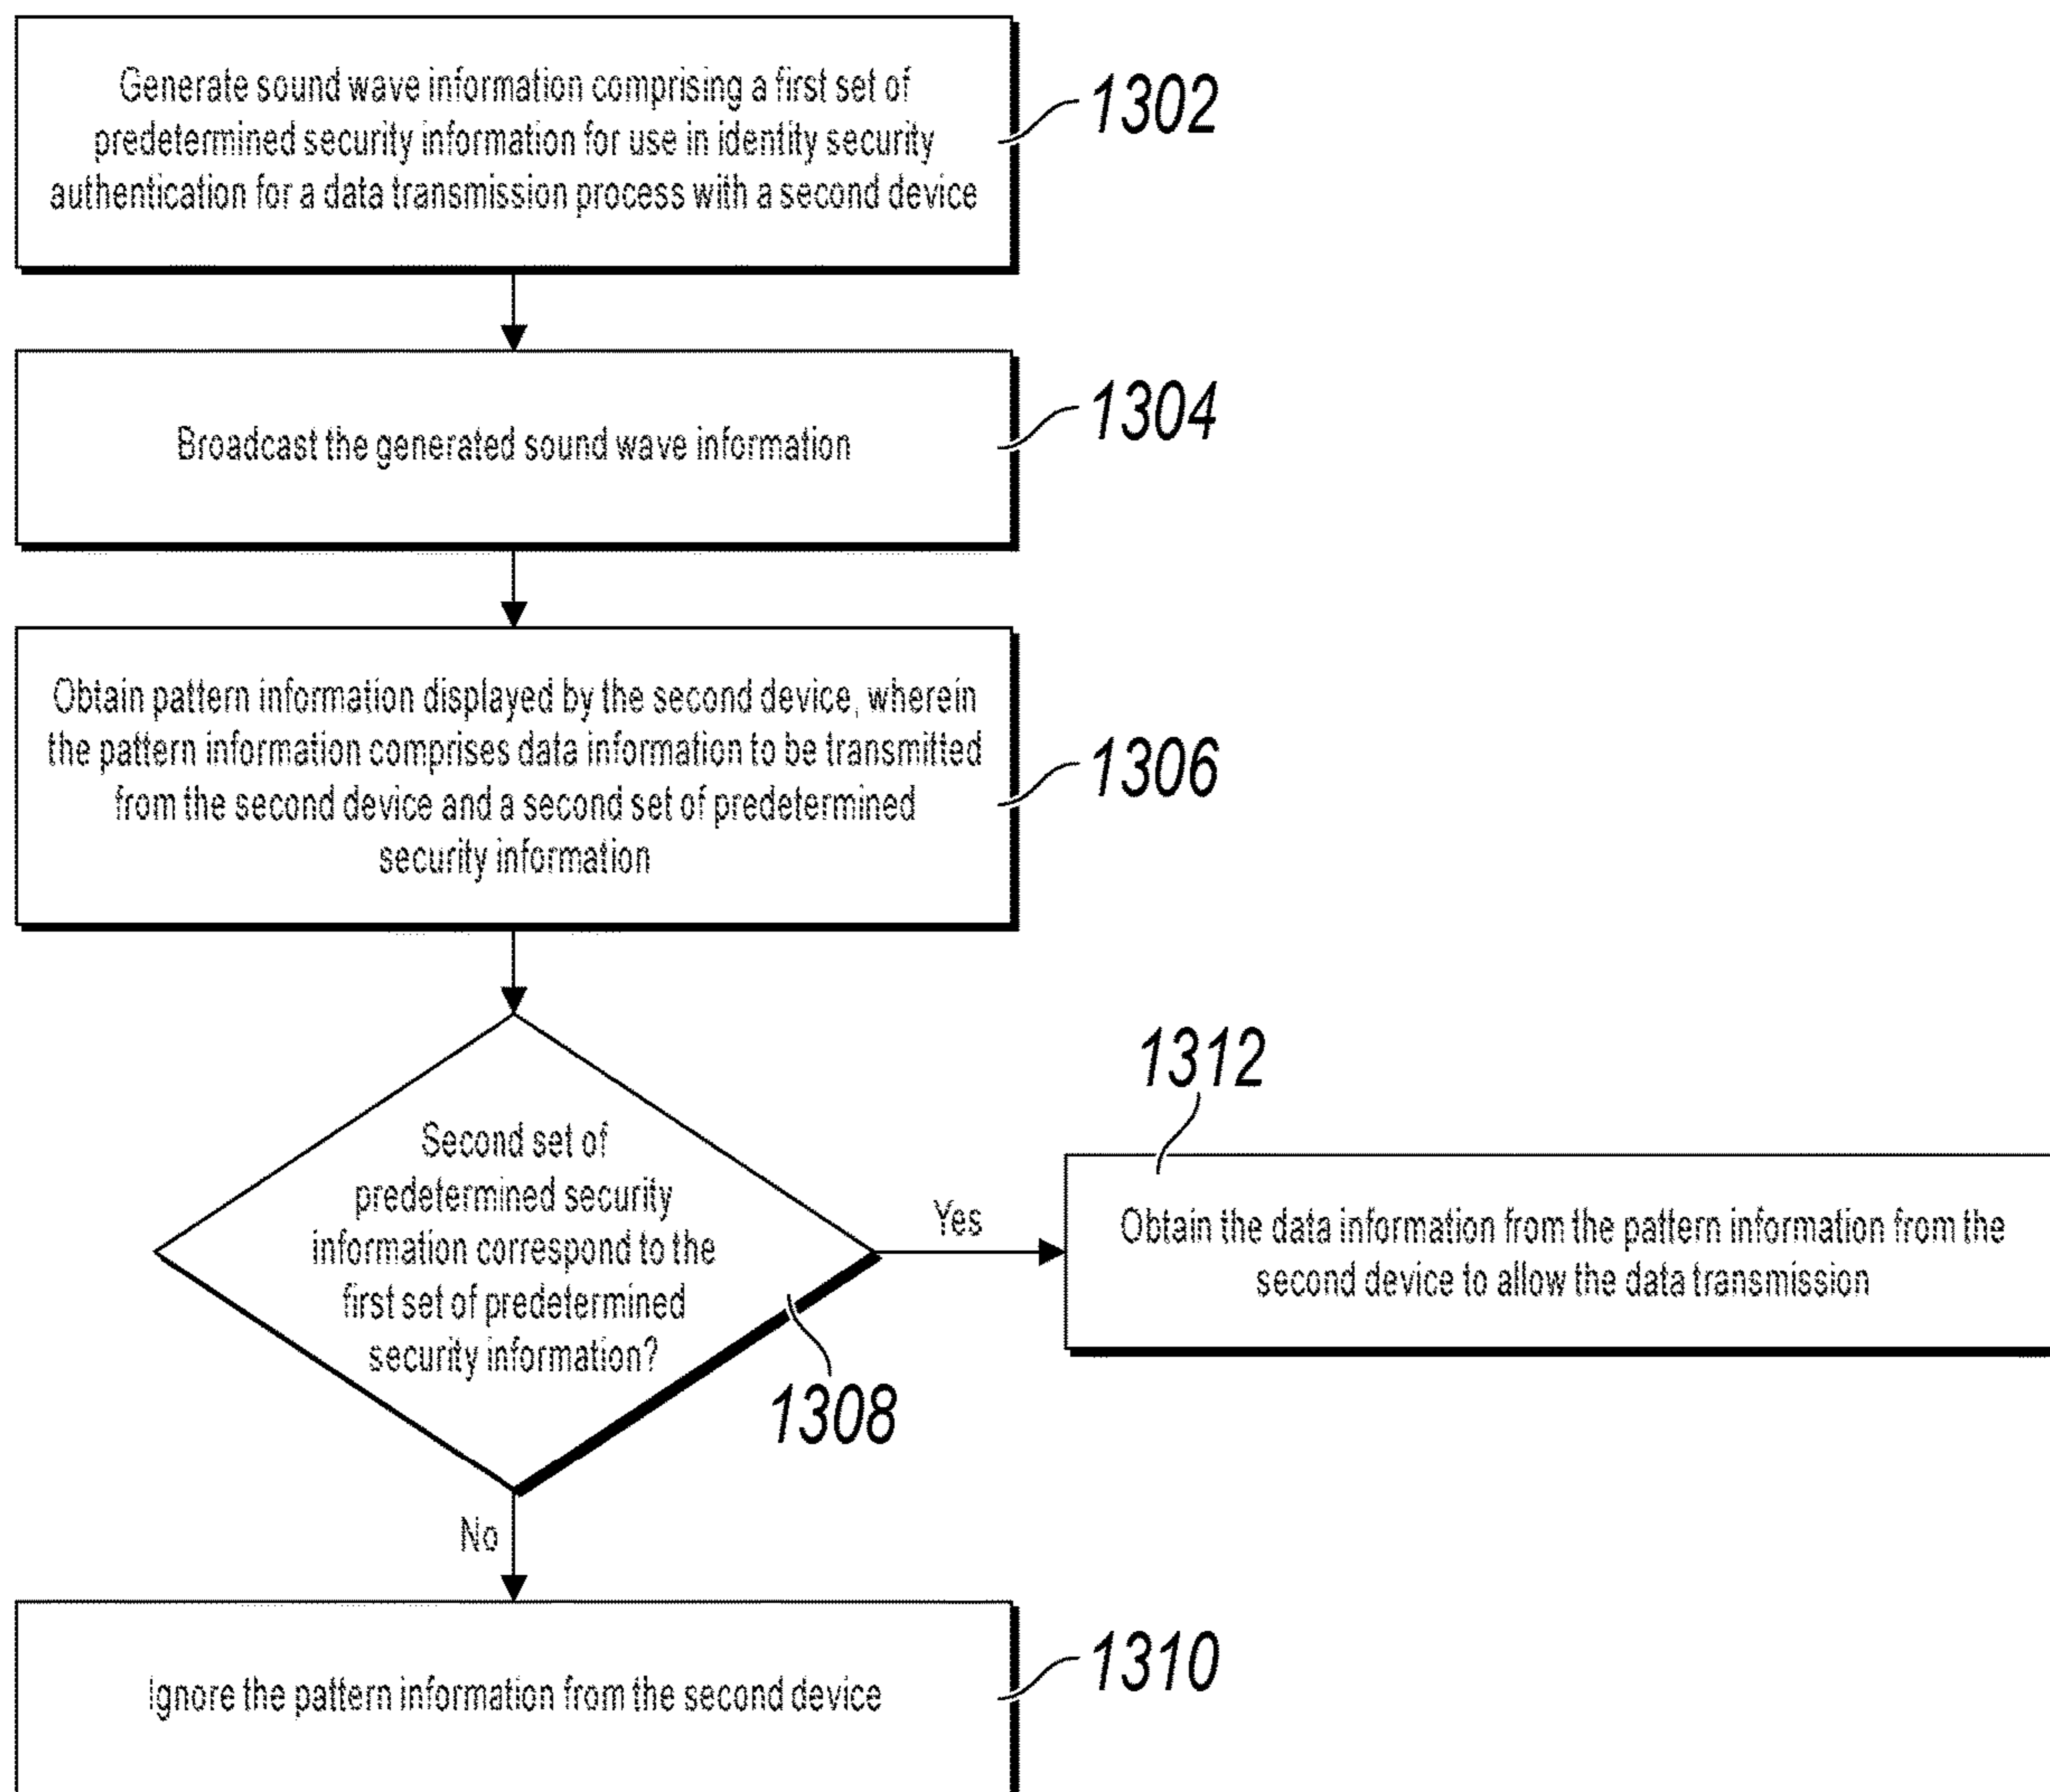 Generate sound wave information comprising a first set of
predetermined security information for use in identity security
authentication for a data transmission process with a second device
1302
Broadcast the generated sound wave information
1304
Obtain pattern information displayed by the second device, wherein
the pattern information comprises data information to be transmitted
from the second device and a second set of predetermined
security information
1306
Second set of
predetermined security
information correspond to the
first set of predetermined
security information?
1308
Yes
1312
Obtain the data information from the pattern information from the
second device to allow the data transmission
No
Ignore the pattern information from the second device
1310